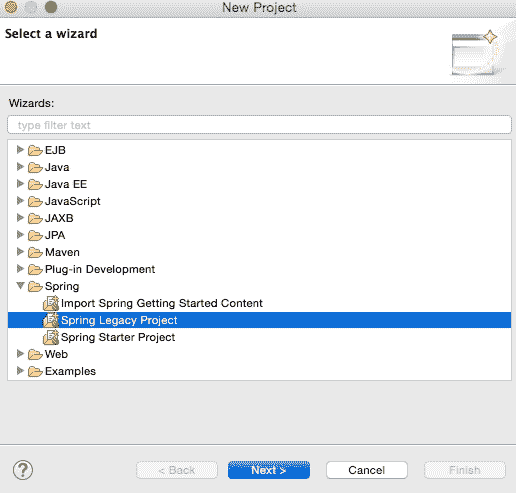 New Project
Select a wizard
Wizards:
type filter text
EJB
Java
Java EE
JavaScript
JAXB
JPA
Maven
Plug-in Development
Spring
Import Spring Getting Started Content
Spring Legacy Project
Spring Starter Project
Web
Examples
? < Back Next > Cancel Finish